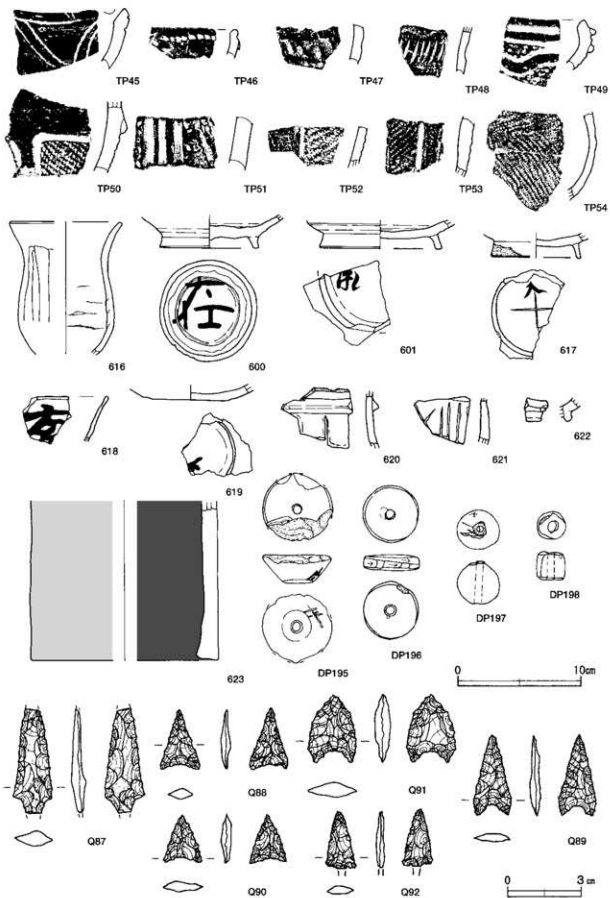 TP45 TP46 TP47 TP48 TP49
TP50 TP51 TP52 TP53 TP54
616 600 601 617
618 619 620 621 622
623 DP195 DP196 DP197 DP198
0 10㎝
Q87 Q88 Q91 Q89
Q90 Q92
0 3㎝